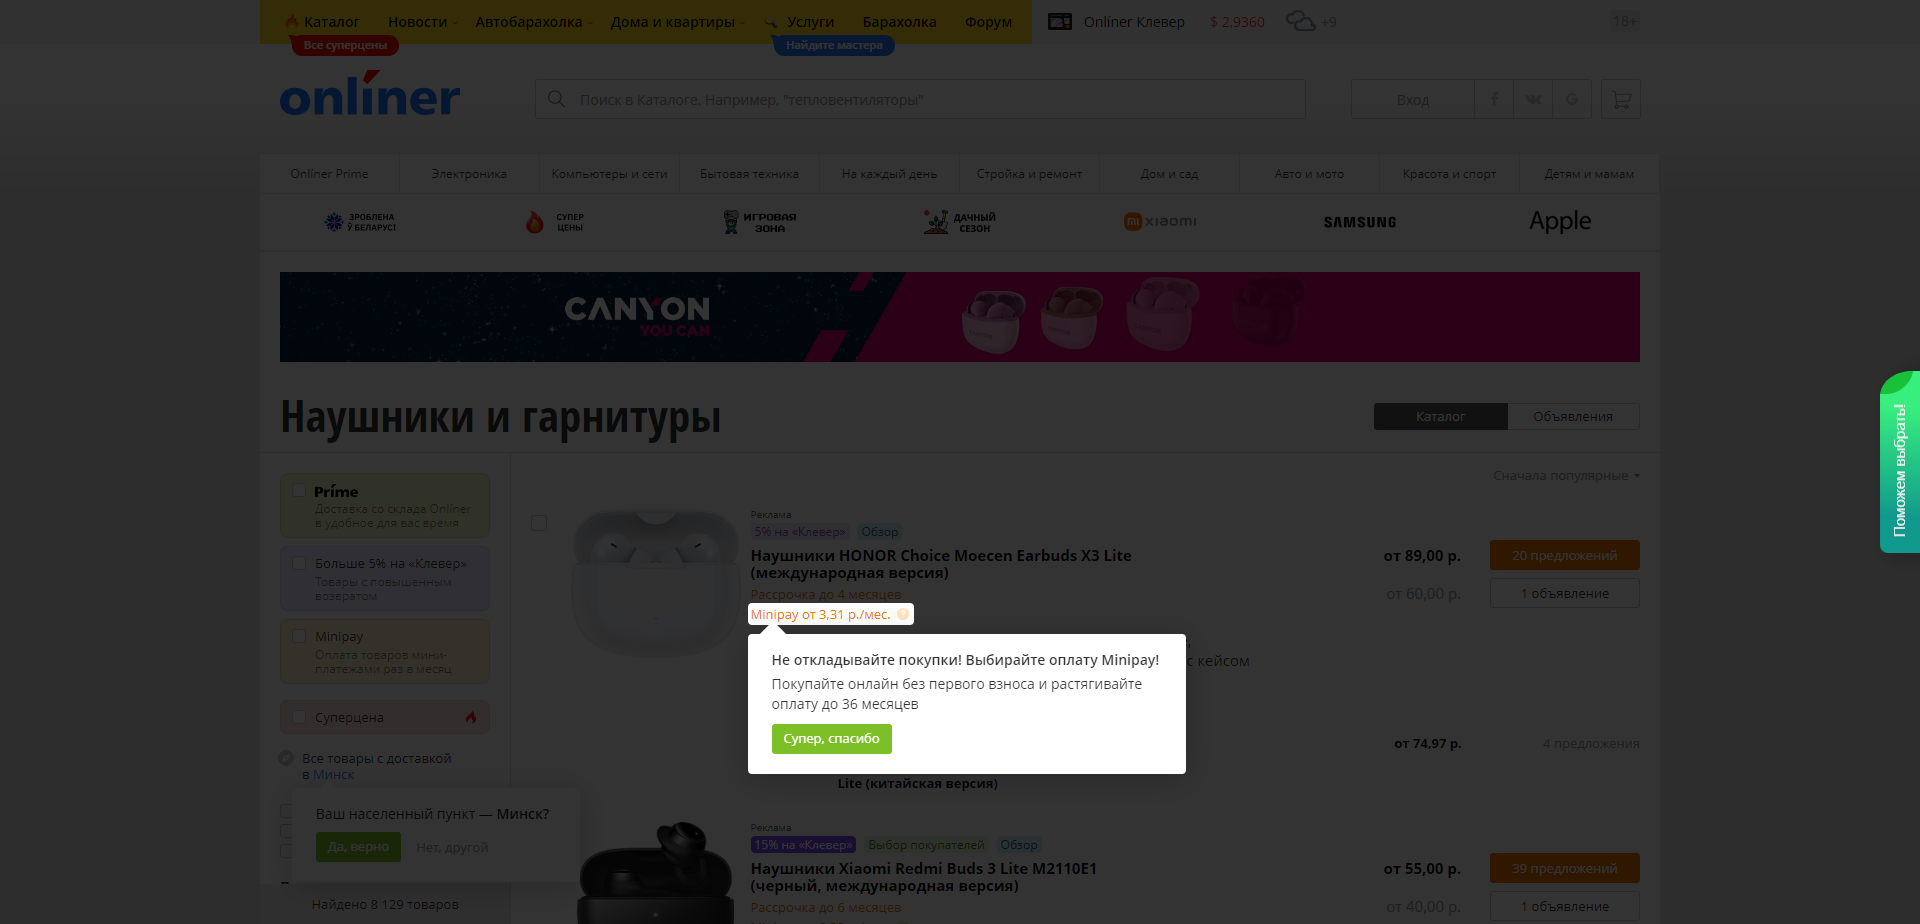 Каталог
Новости
Автобарахолка
Дома и квартиры
Услуги
Барахолка
Форум
Onlíner Клевер
$ 2,9360
+9
18+
Все суперцены
Найдите мастера
onlíner
Поиск в Каталоге. Например, "тепловентиляторы"
Вход
Onlíner Prime
Электроника
Компьютеры и сети
Бытовая техника
На каждый день
Стройка и ремонт
Дом и сад
Авто и мото
Красота и спорт
Детям и мамам
ЗРОБЛЕНА
Ў БЕЛАРУСІ
СУПЕР
ЦЕНЫ
ИГРОВАЯ
ЗОНА
ДАЧНЫЙ
СЕЗОН
xiaomi
SAMSUNG
Apple
CANYON
YOU CAN
Наушники и гарнитуры
Каталог
Объявления
Сначала популярные
Príme
Доставка со склада Onlíner
в удобное для вас время
Больше 5% на «Клевер»
Товары с повышенным
возвратом
Minipay
Оплата товаров мини-
платежами раз в месяц
Суперцена
Все товары с доставкой
в Минск
Ваш населенный пункт — Минск?
Да, верно
Нет, другой
Найдено 8 129 товаров
Реклама
5% на «Клевер»
Обзор
Наушники HONOR Choice Moecen Earbuds X3 Lite
(международная версия)
Рассрочка до 4 месяцев
Minipay от 3,31 р./мес.
?
от 89,00 р.
20 предложений
от 60,00 р.
1 объявление
с кейсом
Не откладывайте покупки! Выбирайте оплату Minipay!
Покупайте онлайн без первого взноса и растягивайте
оплату до 36 месяцев
Супер, спасибо
от 74,97 р.
4 предложения
Lite (китайская версия)
Реклама
15% на «Клевер»
Выбор покупателей
Обзор
Наушники Xiaomi Redmi Buds 3 Lite M2110E1
(черный, международная версия)
Рассрочка до 6 месяцев
от 55,00 р.
39 предложений
от 40,00 р.
1 объявление
Поможем выбрать!